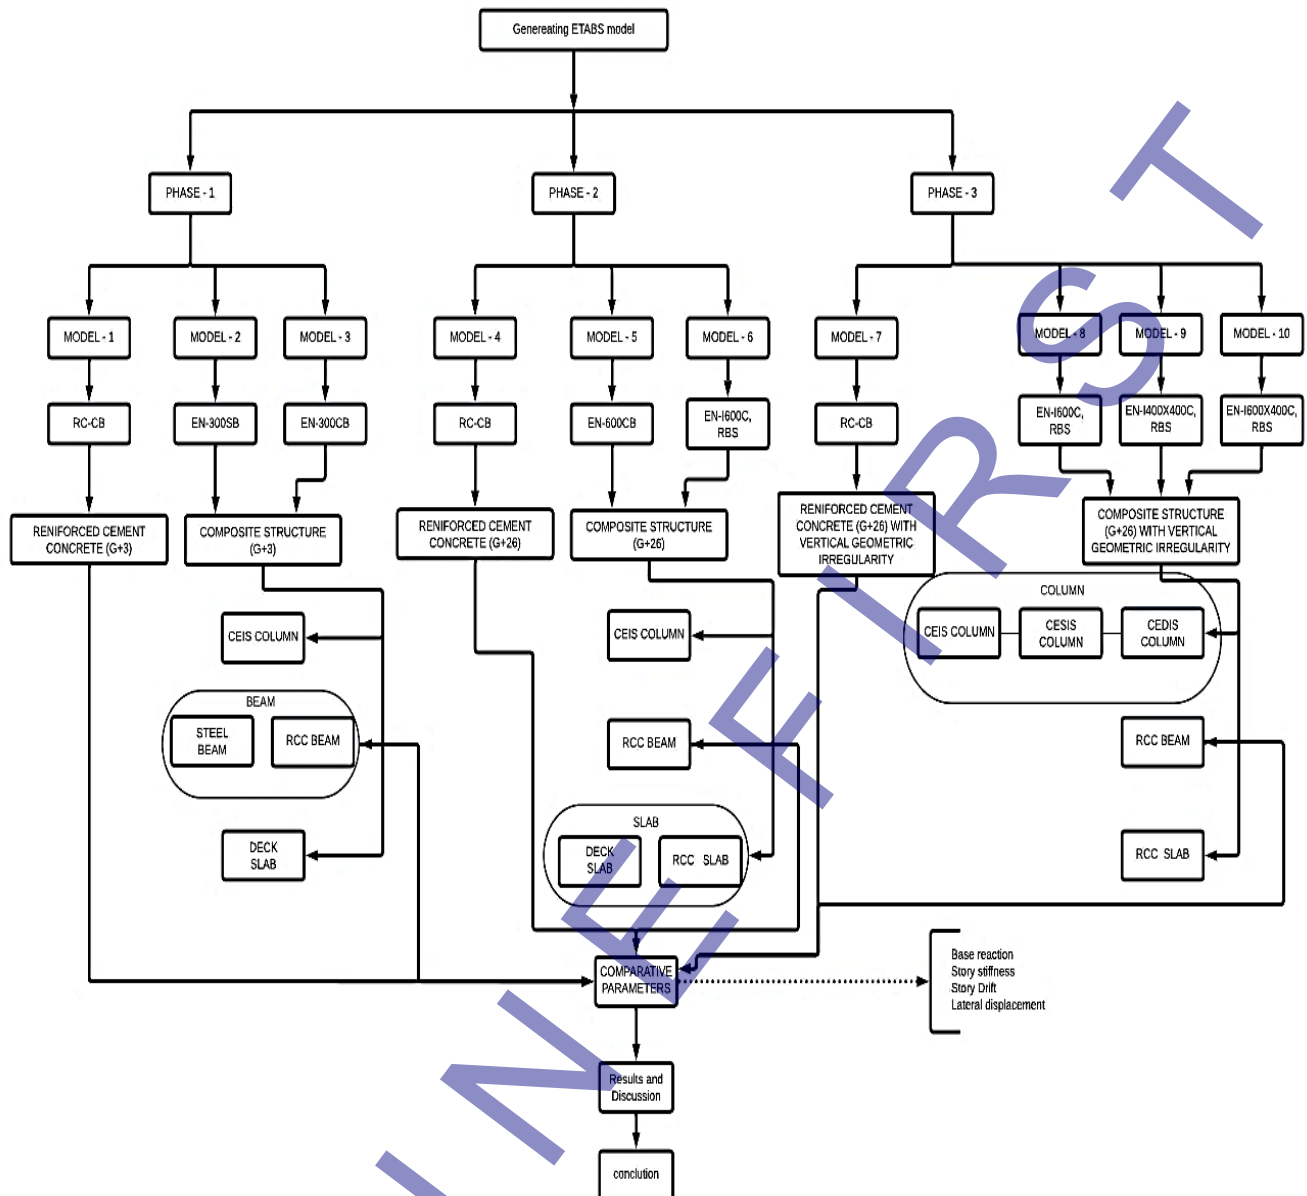 Genereating ETABS model
PHASE - 1
PHASE - 2
PHASE - 3
MODEL - 1
MODEL - 2
MODEL - 3
MODEL - 4
MODEL - 5
MODEL - 6
MODEL - 7
MODEL - 8
MODEL - 9
MODEL - 10
RC-CB
EN-300SB
EN-300CB
RC-CB
EN-600CB
EN-I600C,
RBS
RC-CB
EN-I600C,
RBS
EN-I400X400C,
RBS
EN-I600X400C,
RBS
RENIFORCED CEMENT
CONCRETE (G+3)
COMPOSITE STRUCTURE
(G+3)
RENIFORCED CEMENT
CONCRETE (G+26)
COMPOSITE STRUCTURE
(G+26)
RENIFORCED CEMENT
CONCRETE (G+26) WITH
VERTICAL GEOMETRIC
IRREGULARITY
COMPOSITE STRUCTURE
(G+26) WITH VERTICAL
GEOMETRIC IRREGULARITY
CEIS COLUMN
CEIS COLUMN
COLUMN
CEIS COLUMN
CESIS
COLUMN
CEDIS
COLUMN
BEAM
STEEL
BEAM
RCC BEAM
RCC BEAM
RCC BEAM
DECK
SLAB
SLAB
DECK
SLAB
RCC SLAB
RCC SLAB
COMPARATIVE
PARAMETERS
Base reaction
Story stiffness
Story Drift
Lateral displacement
Results and
Discussion
conclution
INE FIRST